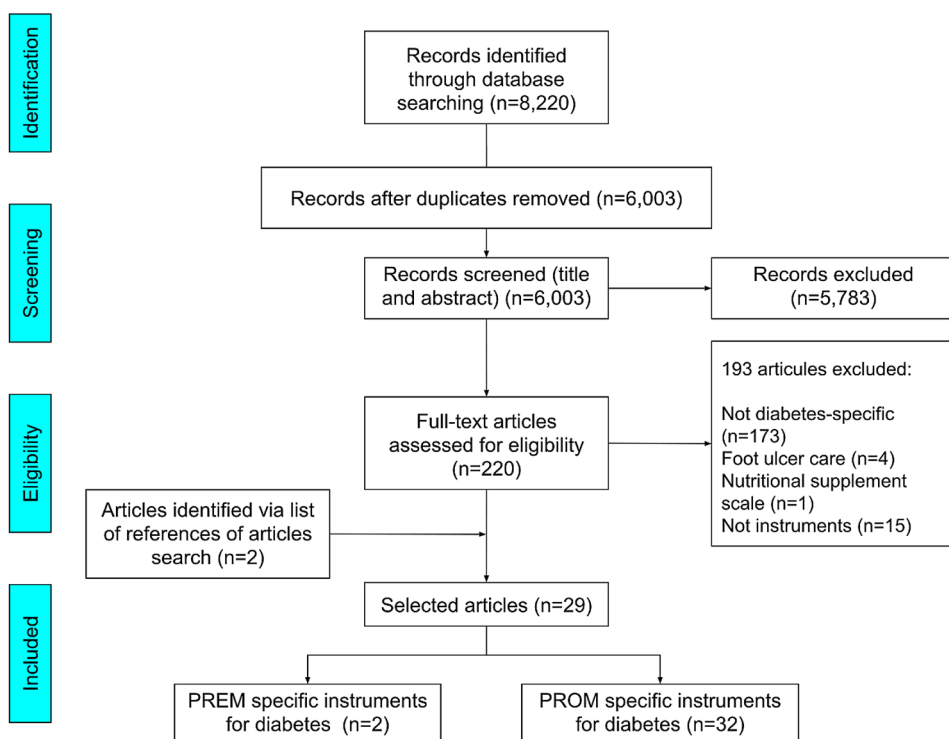 Identification
Records identified
through database
searching (n=8,220)
Records after duplicates removed (n=6,003)
Screening
Records screened (title
and abstract) (n=6,003)
Records excluded
(n=5,783)
Eligibility
Full-text articles
assessed for eligibility
(n=220)
193 articules excluded:
Not diabetes-specific
(n=173)
Foot ulcer care (n=4)
Nutritional supplement
scale (n=1)
Not instruments (n=15)
Articles identified via list
of references of articles
search (n=2)
Included
Selected articles (n=29)
PREM specific instruments
for diabetes (n=2)
PROM specific instruments
for diabetes (n=32)